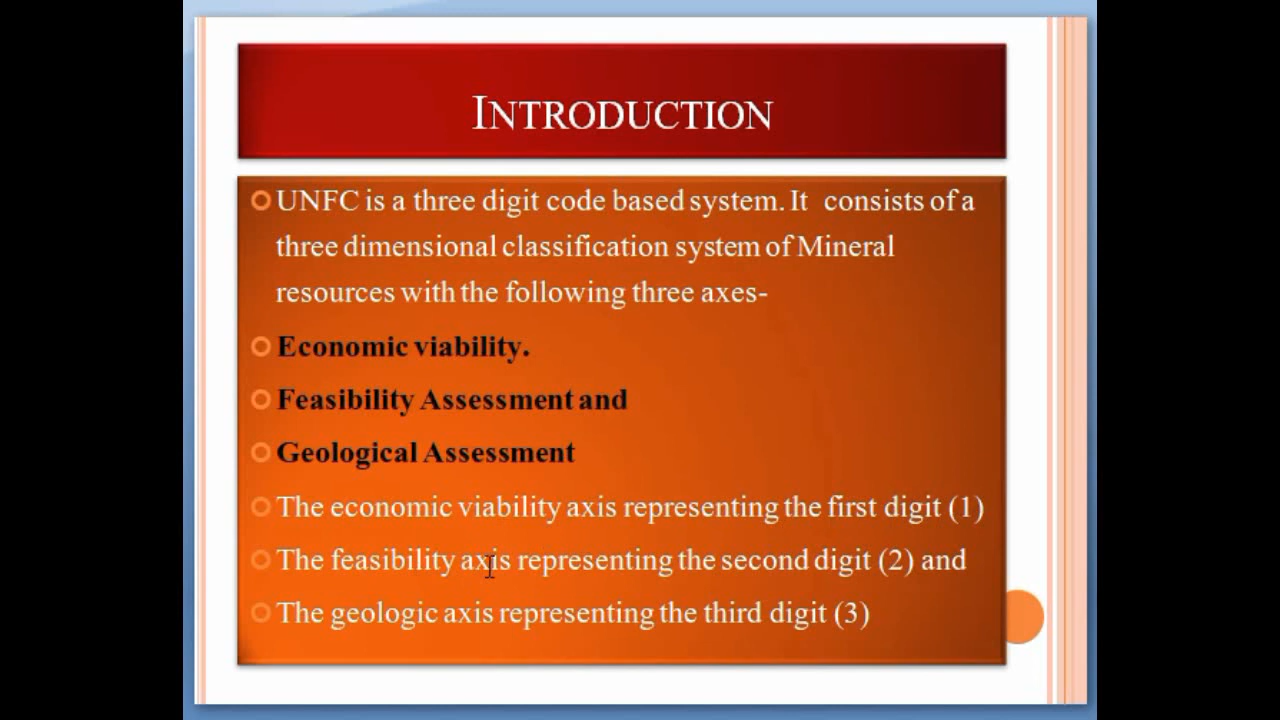 INTRODUCTION
UNFC is a three digit code based system. It consists of a
three dimensional classification system of Mineral
resources with the following three axes-
Economic viability.
Feasibility Assessment and
Geological Assessment
The economic viability axis representing the first digit (1)
The feasibility axis representing the second digit (2) and
The geologic axis representing the third digit (3)